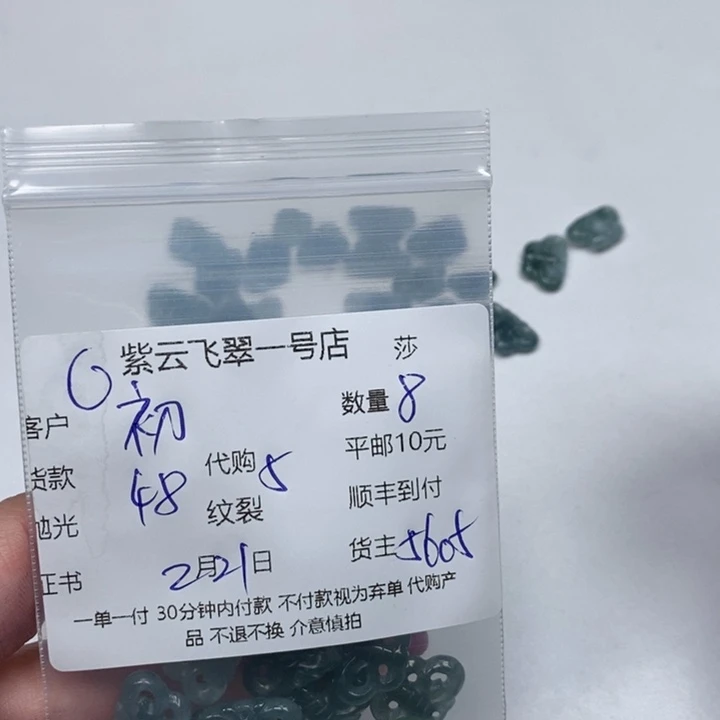 6 紫云飞翠一号店 莎
客户 初 数量 8
货款 48 代购 5 平邮10元
抛光 纹裂 顺丰到付
证书 2月21日 货主 5605
一单一付 30分钟内付款 不付款视为弃单 代购产
品 不退不换 介意慎拍